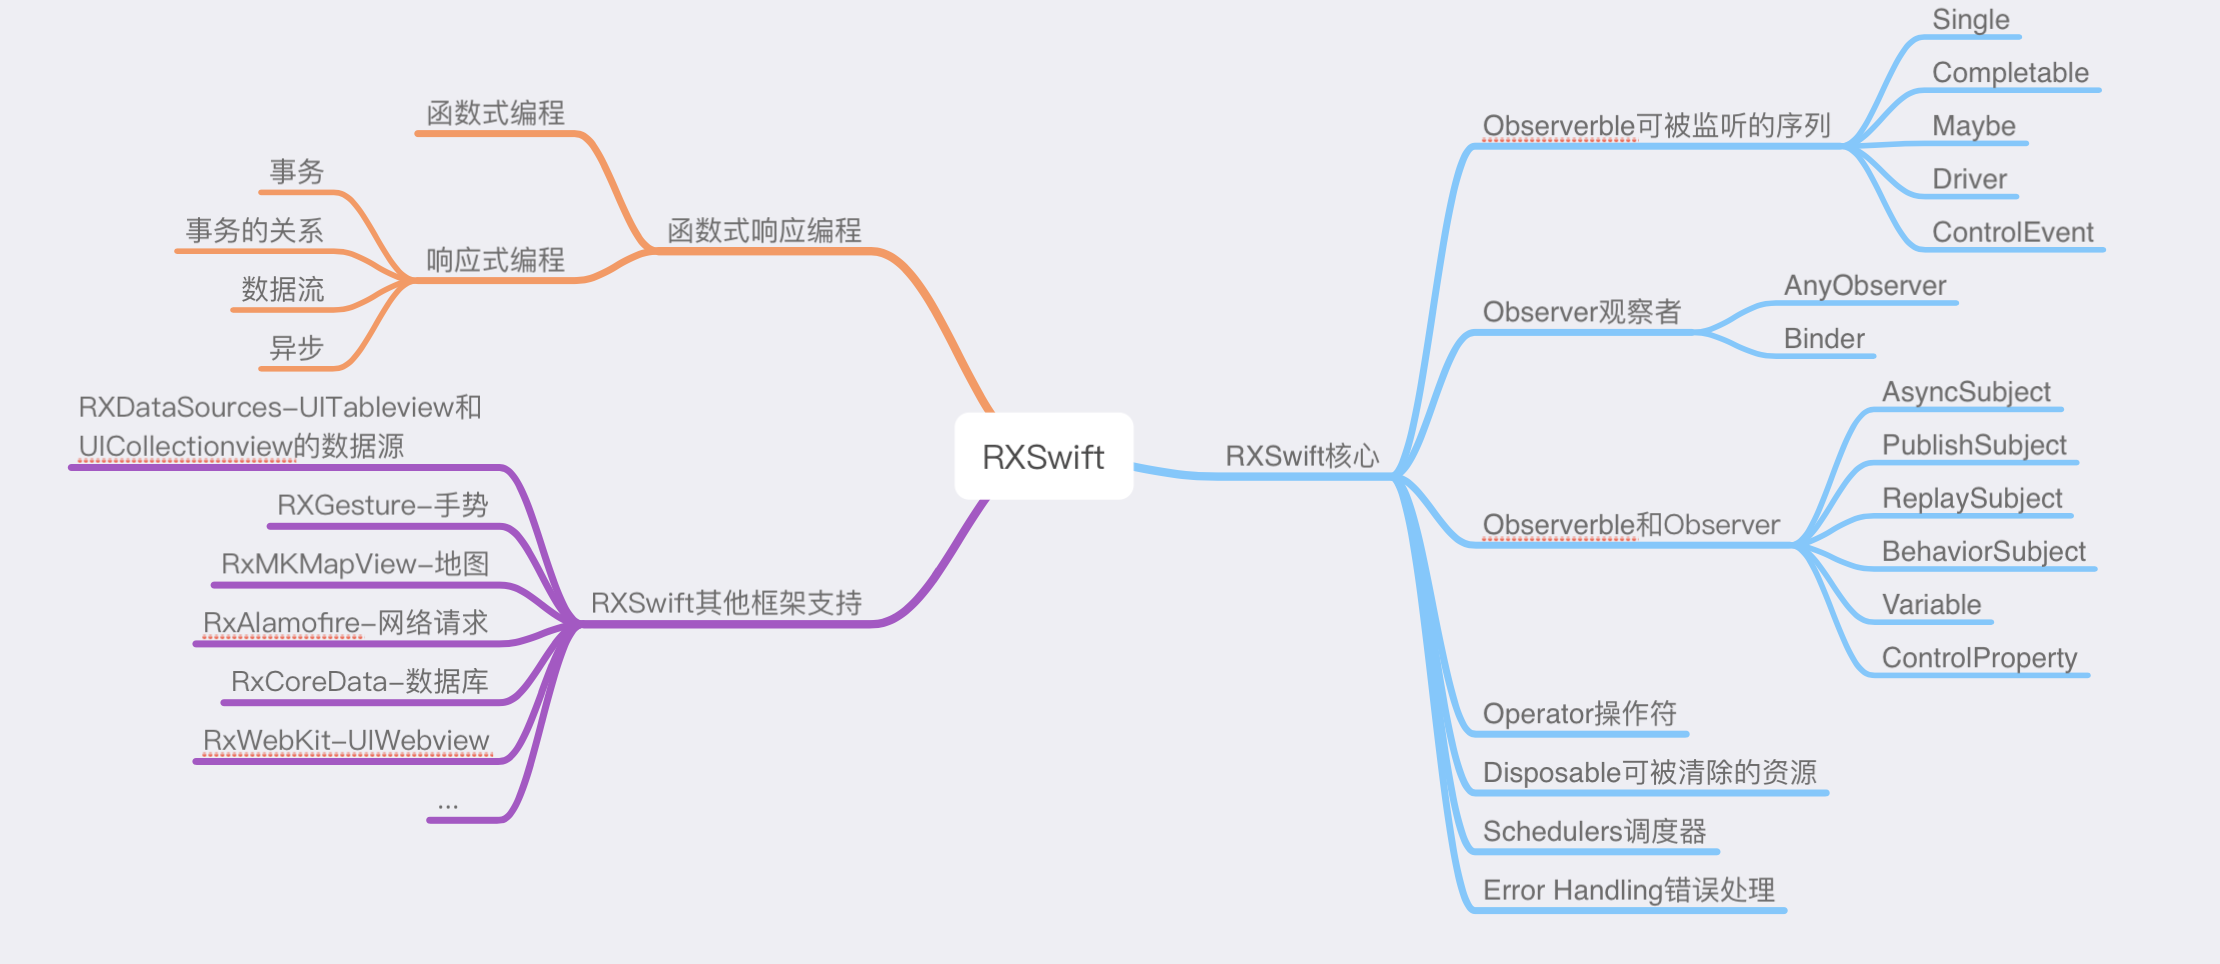 RXSwift
函数式响应编程
函数式编程
响应式编程
事务
事务的关系
数据流
异步
RXSwift其他框架支持
RXDataSources-UITableview和
UICollectionview的数据源
RXGesture-手势
RxMKMapView-地图
RxAlamofire-网络请求
RxCoreData-数据库
RxWebKit-UIWebview
...
RXSwift核心
Observerble可被监听的序列
Single
Completable
Maybe
Driver
ControlEvent
Observer观察者
AnyObserver
Binder
Observerble和Observer
AsyncSubject
PublishSubject
ReplaySubject
BehaviorSubject
Variable
ControlProperty
Operator操作符
Disposable可被清除的资源
Schedulers调度器
Error Handling错误处理